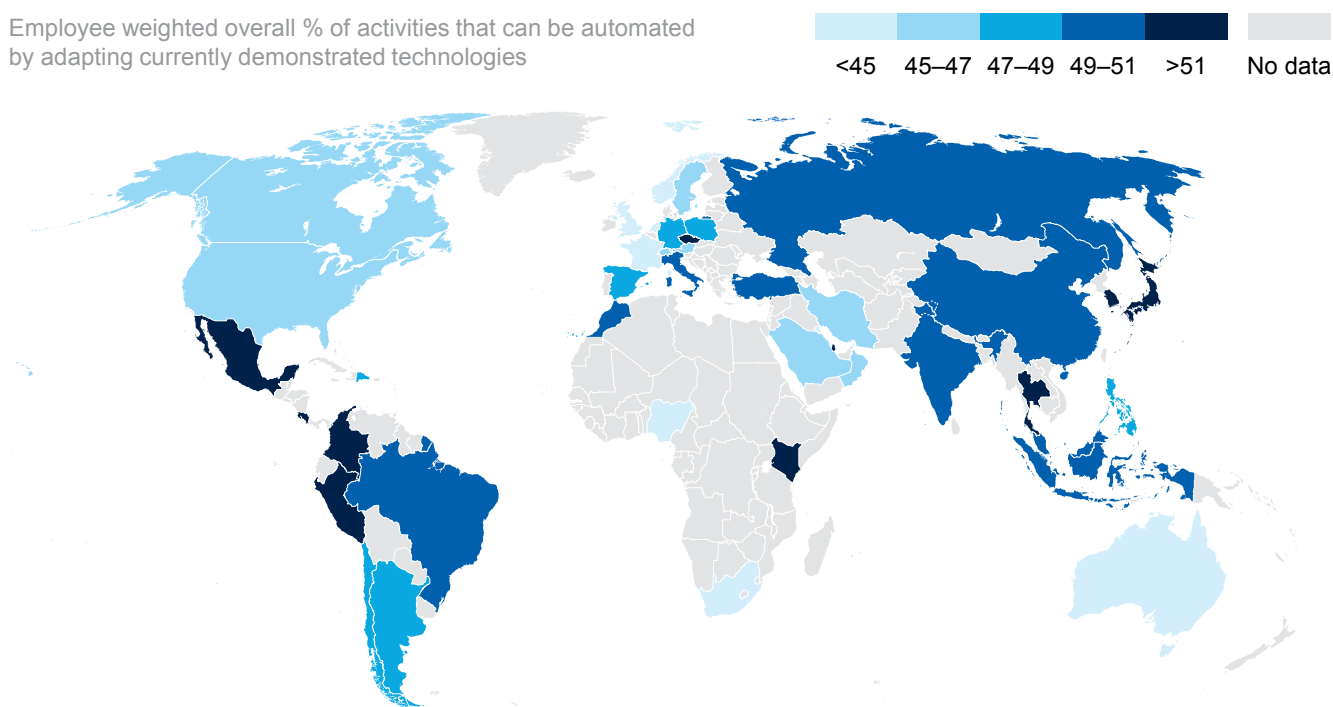 Employee weighted overall % of activities that can be automated
by adapting currently demonstrated technologies
<45 45–47 47–49 49–51 >51 No data